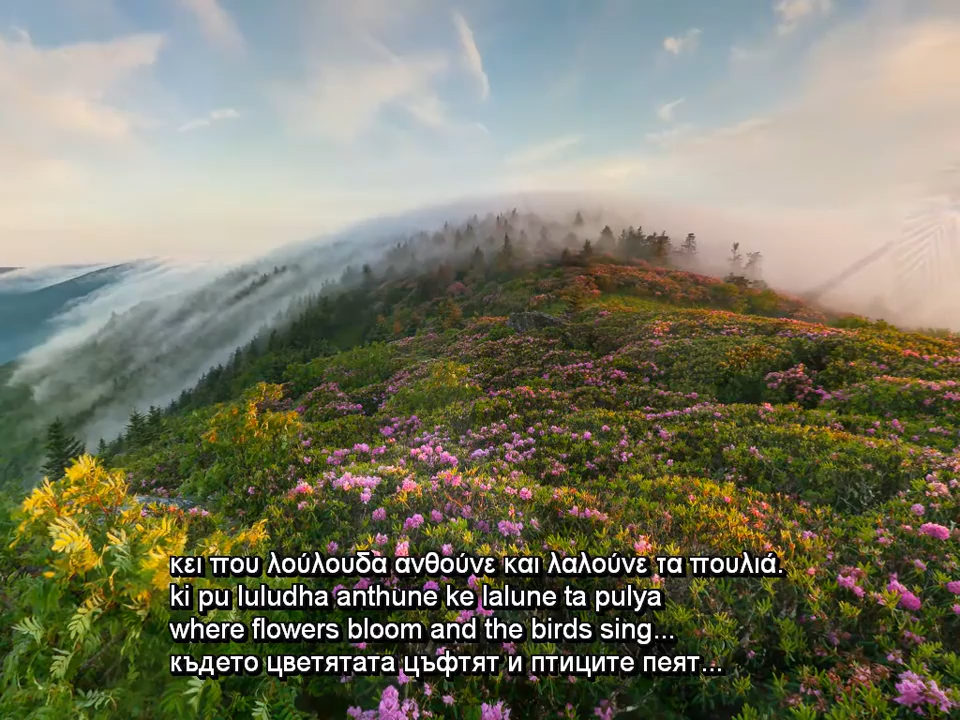 κει που λούλουδα ανθούνε και λαλούνε τα πουλιά.
ki pu luludha anthune ke lalune ta pulya
where flowers bloom and the birds sing...
където цветятата цъфтят и птиците пеят...